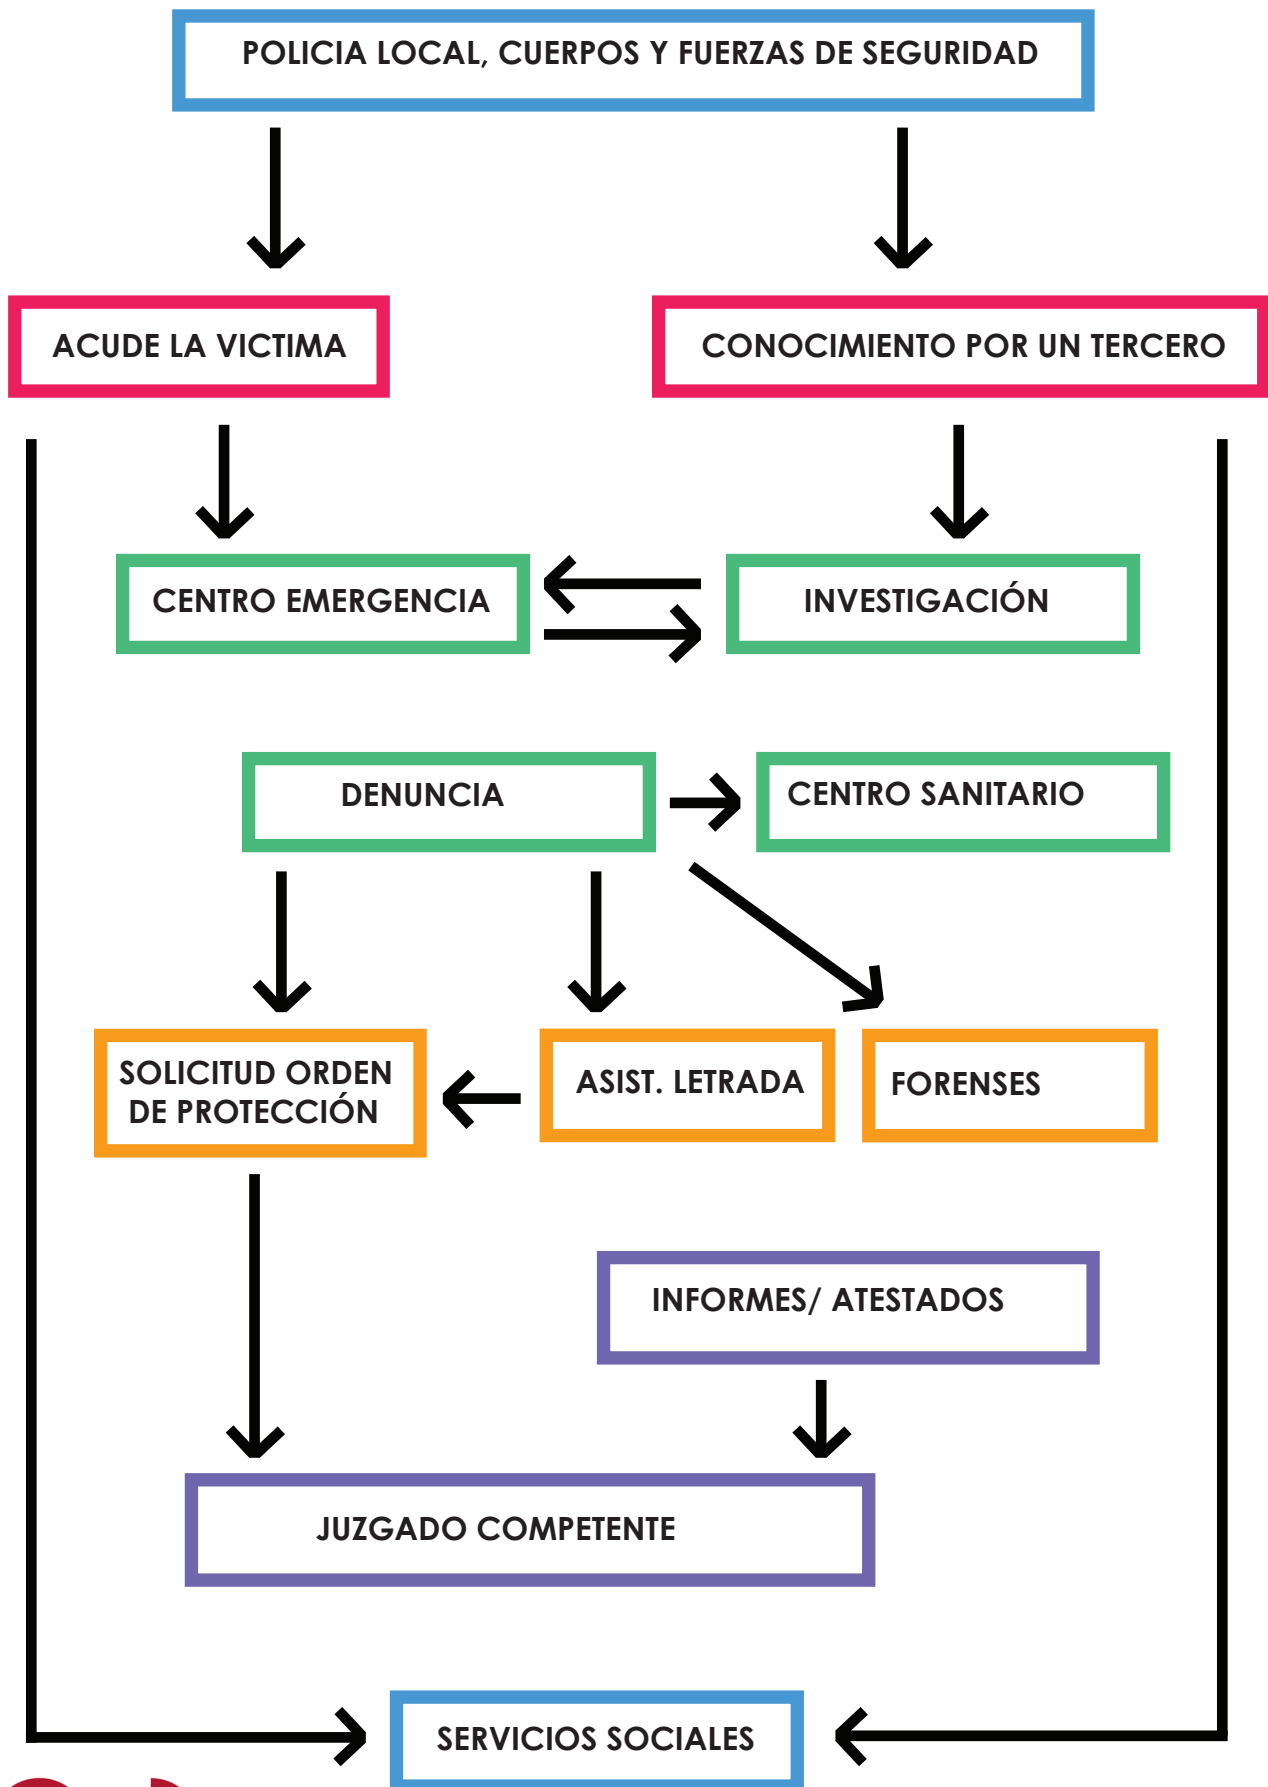 POLICIA LOCAL, CUERPOS Y FUERZAS DE SEGURIDAD
ACUDE LA VICTIMA
CONOCIMIENTO POR UN TERCERO
CENTRO EMERGENCIA
INVESTIGACIÓN
DENUNCIA
CENTRO SANITARIO
SOLICITUD ORDEN
DE PROTECCIÓN
ASIST. LETRADA
FORENSES
INFORMES/ ATESTADOS
JUZGADO COMPETENTE
SERVICIOS SOCIALES